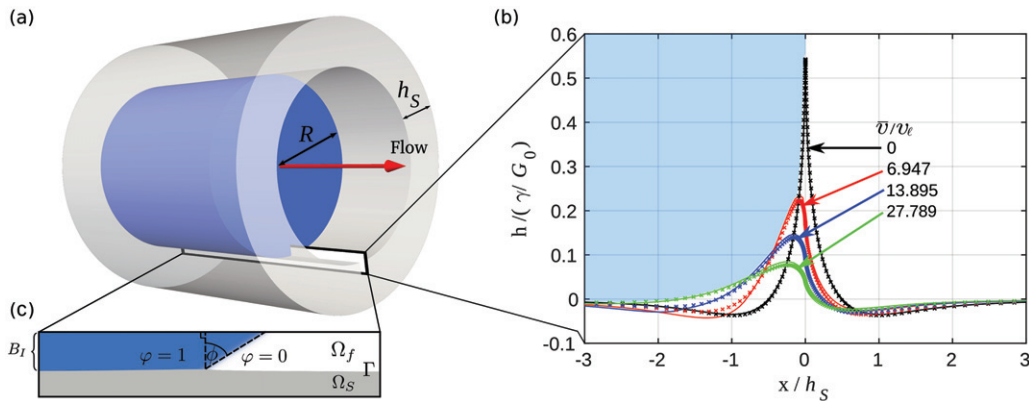 (a)
h_S
R
Flow
(c)
B_I
φ = 1
ϕ
φ = 0
Ω_f
Γ
Ω_S
(b)
h/(γ/G_0)
0.6
0.5
0.4
0.3
0.2
0.1
0
-0.1
-3
-2
-1
0
1
2
3
x/h_S
ῡ/υ_ℓ
0
6.947
13.895
27.789